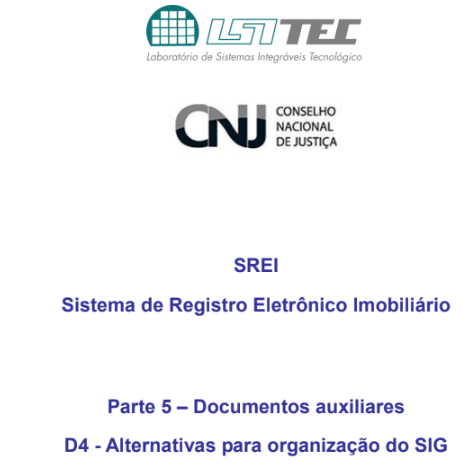 LSITEC
Laboratório de Sistemas Integráveis Tecnológico
CNJ
CONSELHO
NACIONAL
DE JUSTIÇA
SREI
Sistema de Registro Eletrônico Imobiliário
Parte 5 – Documentos auxiliares
D4 - Alternativas para organização do SIG